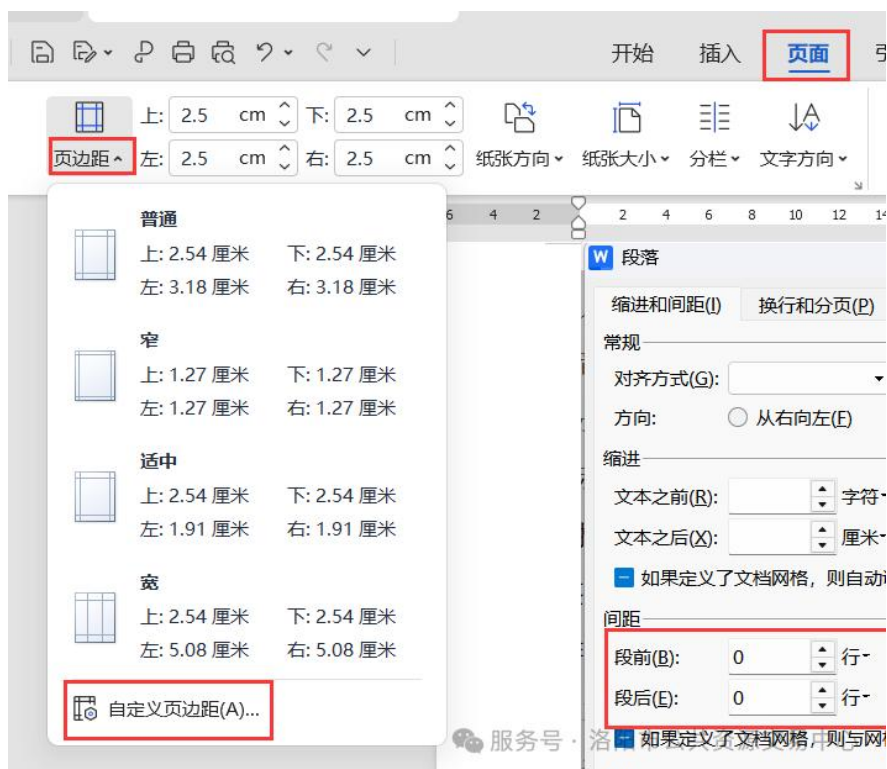 开始 插入 页面
上: 2.5 cm 下: 2.5 cm
页边距 左: 2.5 cm 右: 2.5 cm 纸张方向 纸张大小 分栏 文字方向
6 4 2 2 4 6 8 10 12 14
普通
上: 2.54 厘米 下: 2.54 厘米
左: 3.18 厘米 右: 3.18 厘米
窄
上: 1.27 厘米 下: 1.27 厘米
左: 1.27 厘米 右: 1.27 厘米
适中
上: 2.54 厘米 下: 2.54 厘米
左: 1.91 厘米 右: 1.91 厘米
宽
上: 2.54 厘米 下: 2.54 厘米
左: 5.08 厘米 右: 5.08 厘米
自定义页边距(A)...
W 段落
缩进和间距(I) 换行和分页(P)
常规
对齐方式(G):
方向: 从右向左(F)
缩进
文本之前(R): 字符
文本之后(X): 厘米
如果定义了文档网格，则自动
间距
段前(B): 0 行
段后(E): 0 行
如果定义了文档网格，则与网
服务号 · 洛